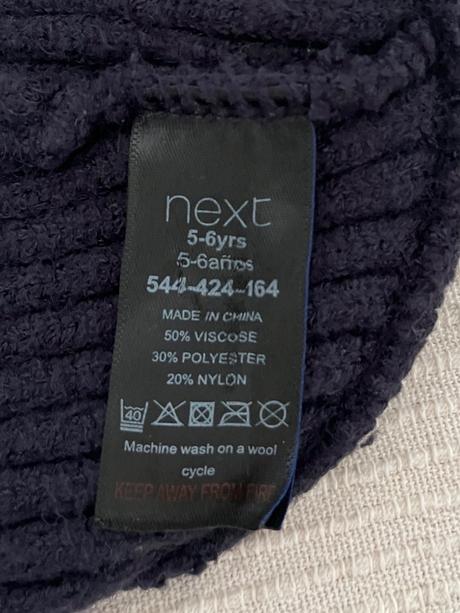 next
5-6yrs
5-6años
544-424-164
MADE IN CHINA
50% VISCOSE
30% POLYESTER
20% NYLON
40
Machine wash on a wool
cycle
KEEP AWAY FROM FIRE